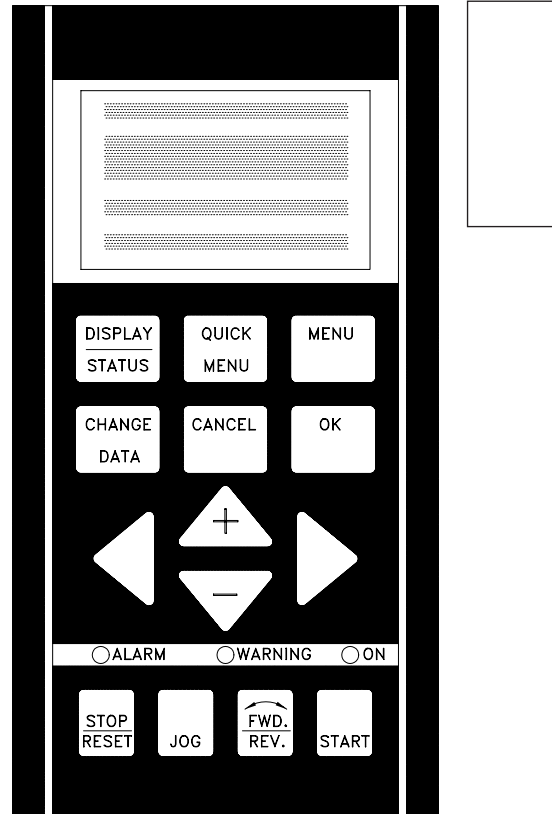 DISPLAY
STATUS
QUICK
MENU
MENU
CHANGE
DATA
CANCEL
OK
+
−
ALARM
WARNING
ON
STOP
RESET
JOG
FWD.
REV.
START